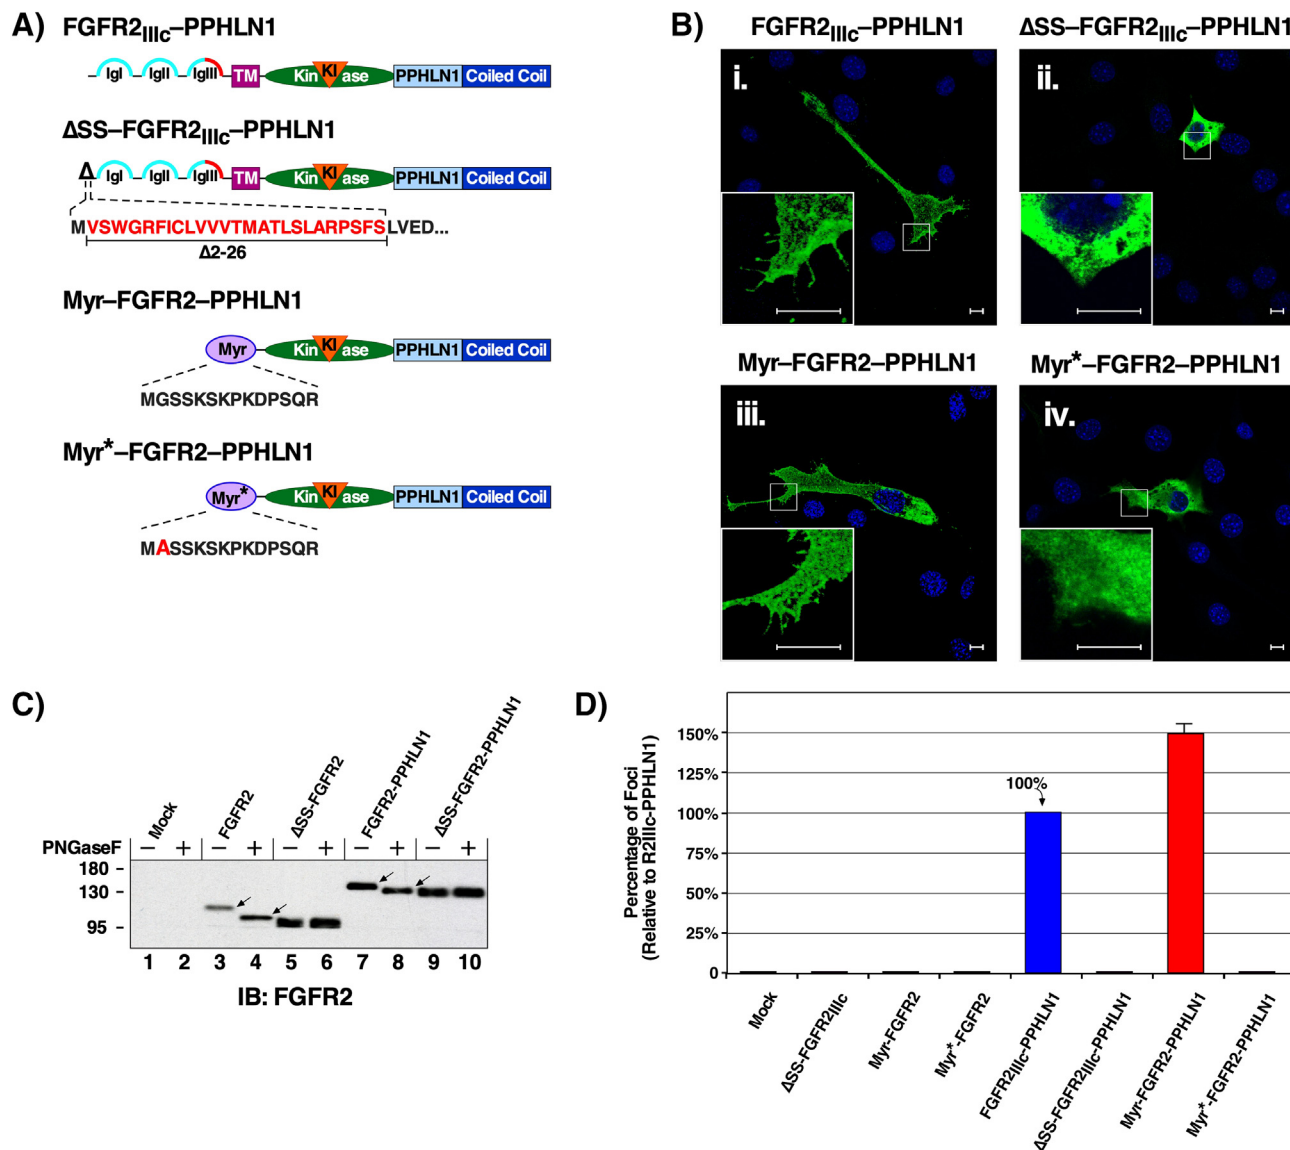 A)
FGFR2IIIc–PPHLN1
IgI IgII IgIII TM Kin KI ase PPHLN1 Coiled Coil
ΔSS–FGFR2IIIc–PPHLN1
Δ IgI IgII IgIII TM Kin KI ase PPHLN1 Coiled Coil
MVSWGRFICLVVVTMATLSLARPSFSLVED...
Δ2-26
Myr–FGFR2–PPHLN1
Myr Kin KI ase PPHLN1 Coiled Coil
MGSSKSKPKDPSQR
Myr*–FGFR2–PPHLN1
Myr* Kin KI ase PPHLN1 Coiled Coil
MASSKSKPKDPSQR
B)
FGFR2IIIc–PPHLN1
ΔSS–FGFR2IIIc–PPHLN1
i.
ii.
Myr–FGFR2–PPHLN1
Myr*–FGFR2–PPHLN1
iii.
iv.
C)
Mock
FGFR2
ΔSS-FGFR2
FGFR2-PPHLN1
ΔSS-FGFR2-PPHLN1
PNGaseF – + – + – + – + – +
180 –
130 –
95 –
1 2 3 4 5 6 7 8 9 10
IB: FGFR2
D)
Percentage of Foci
(Relative to R2IIIc-PPHLN1)
150%
125%
100%
75%
50%
25%
0
100%
Mock
ΔSS-FGFR2IIIc
Myr-FGFR2
Myr*-FGFR2
FGFR2IIIc-PPHLN1
ΔSS-FGFR2IIIc-PPHLN1
Myr-FGFR2-PPHLN1
Myr*-FGFR2-PPHLN1